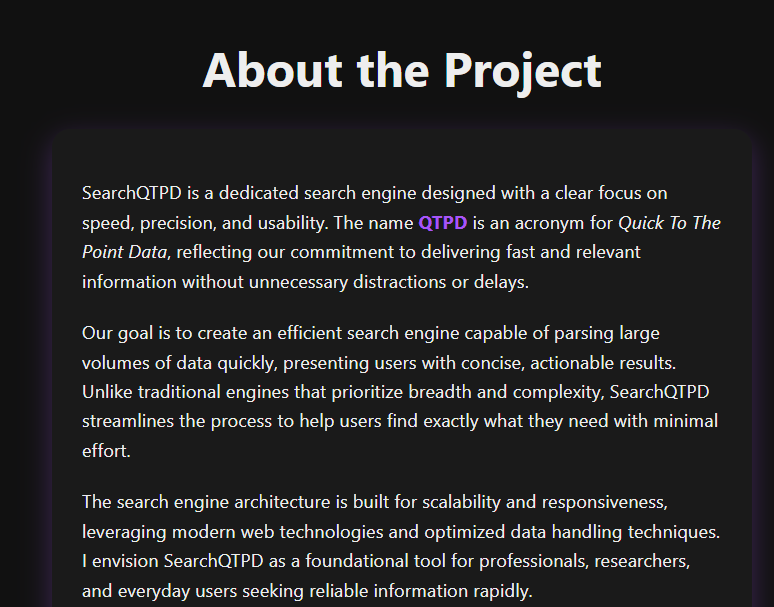 About the Project
SearchQTPD is a dedicated search engine designed with a clear focus on
speed, precision, and usability. The name QTPD is an acronym for Quick To The
Point Data, reflecting our commitment to delivering fast and relevant
information without unnecessary distractions or delays.
Our goal is to create an efficient search engine capable of parsing large
volumes of data quickly, presenting users with concise, actionable results.
Unlike traditional engines that prioritize breadth and complexity, SearchQTPD
streamlines the process to help users find exactly what they need with minimal
effort.
The search engine architecture is built for scalability and responsiveness,
leveraging modern web technologies and optimized data handling techniques.
I envision SearchQTPD as a foundational tool for professionals, researchers,
and everyday users seeking reliable information rapidly.